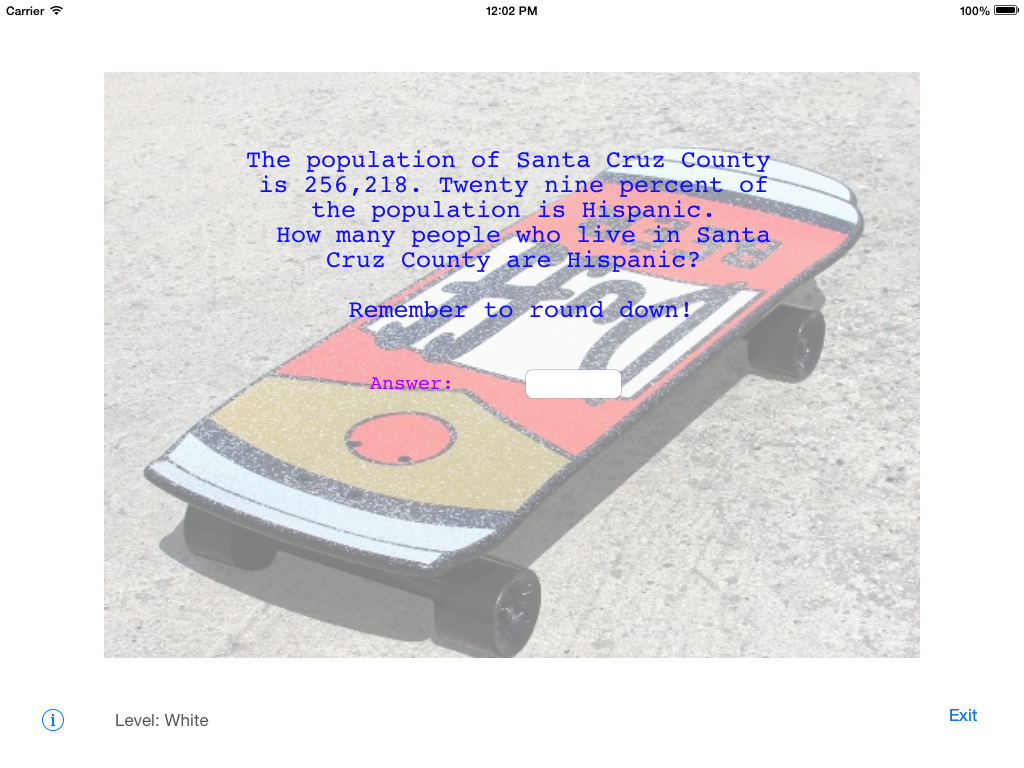 Carrier 12:02 PM 100%
The population of Santa Cruz County
is 256,218. Twenty nine percent of
the population is Hispanic.
How many people who live in Santa
Cruz County are Hispanic?
Remember to round down!
Answer:
Level: White
Exit